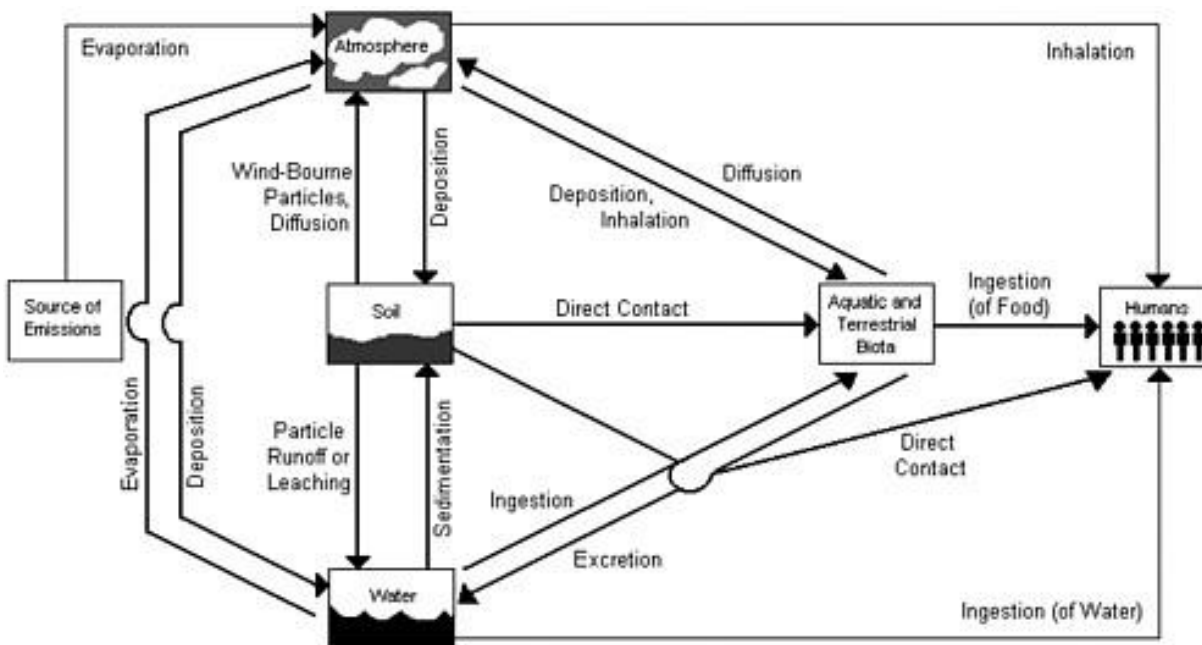 Evaporation
Atmosphere
Inhalation
Wind-Bourne
Particles,
Diffusion
Deposition
Diffusion
Deposition,
Inhalation
Source of
Emissions
Soil
Direct Contact
Aquatic and
Terrestrial
Biota
Ingestion
(of Food)
Humans
Evaporation
Deposition
Particle
Runoff or
Leaching
Sedimentation
Ingestion
Excretion
Direct
Contact
Water
Ingestion (of Water)